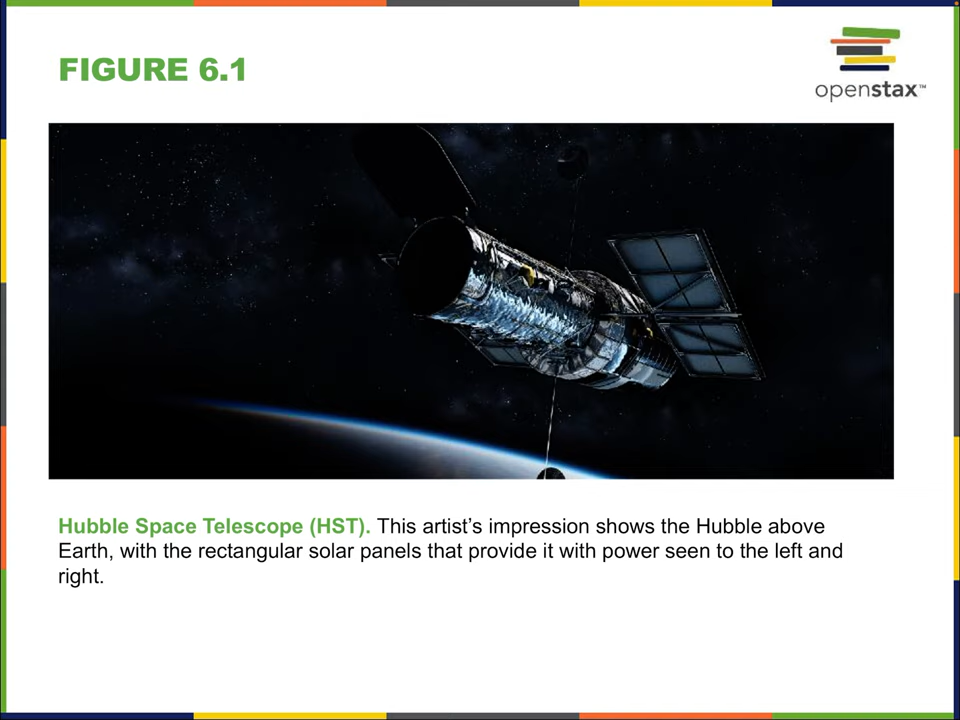 FIGURE 6.1
openstax™
Hubble Space Telescope (HST). This artist’s impression shows the Hubble above
Earth, with the rectangular solar panels that provide it with power seen to the left and
right.